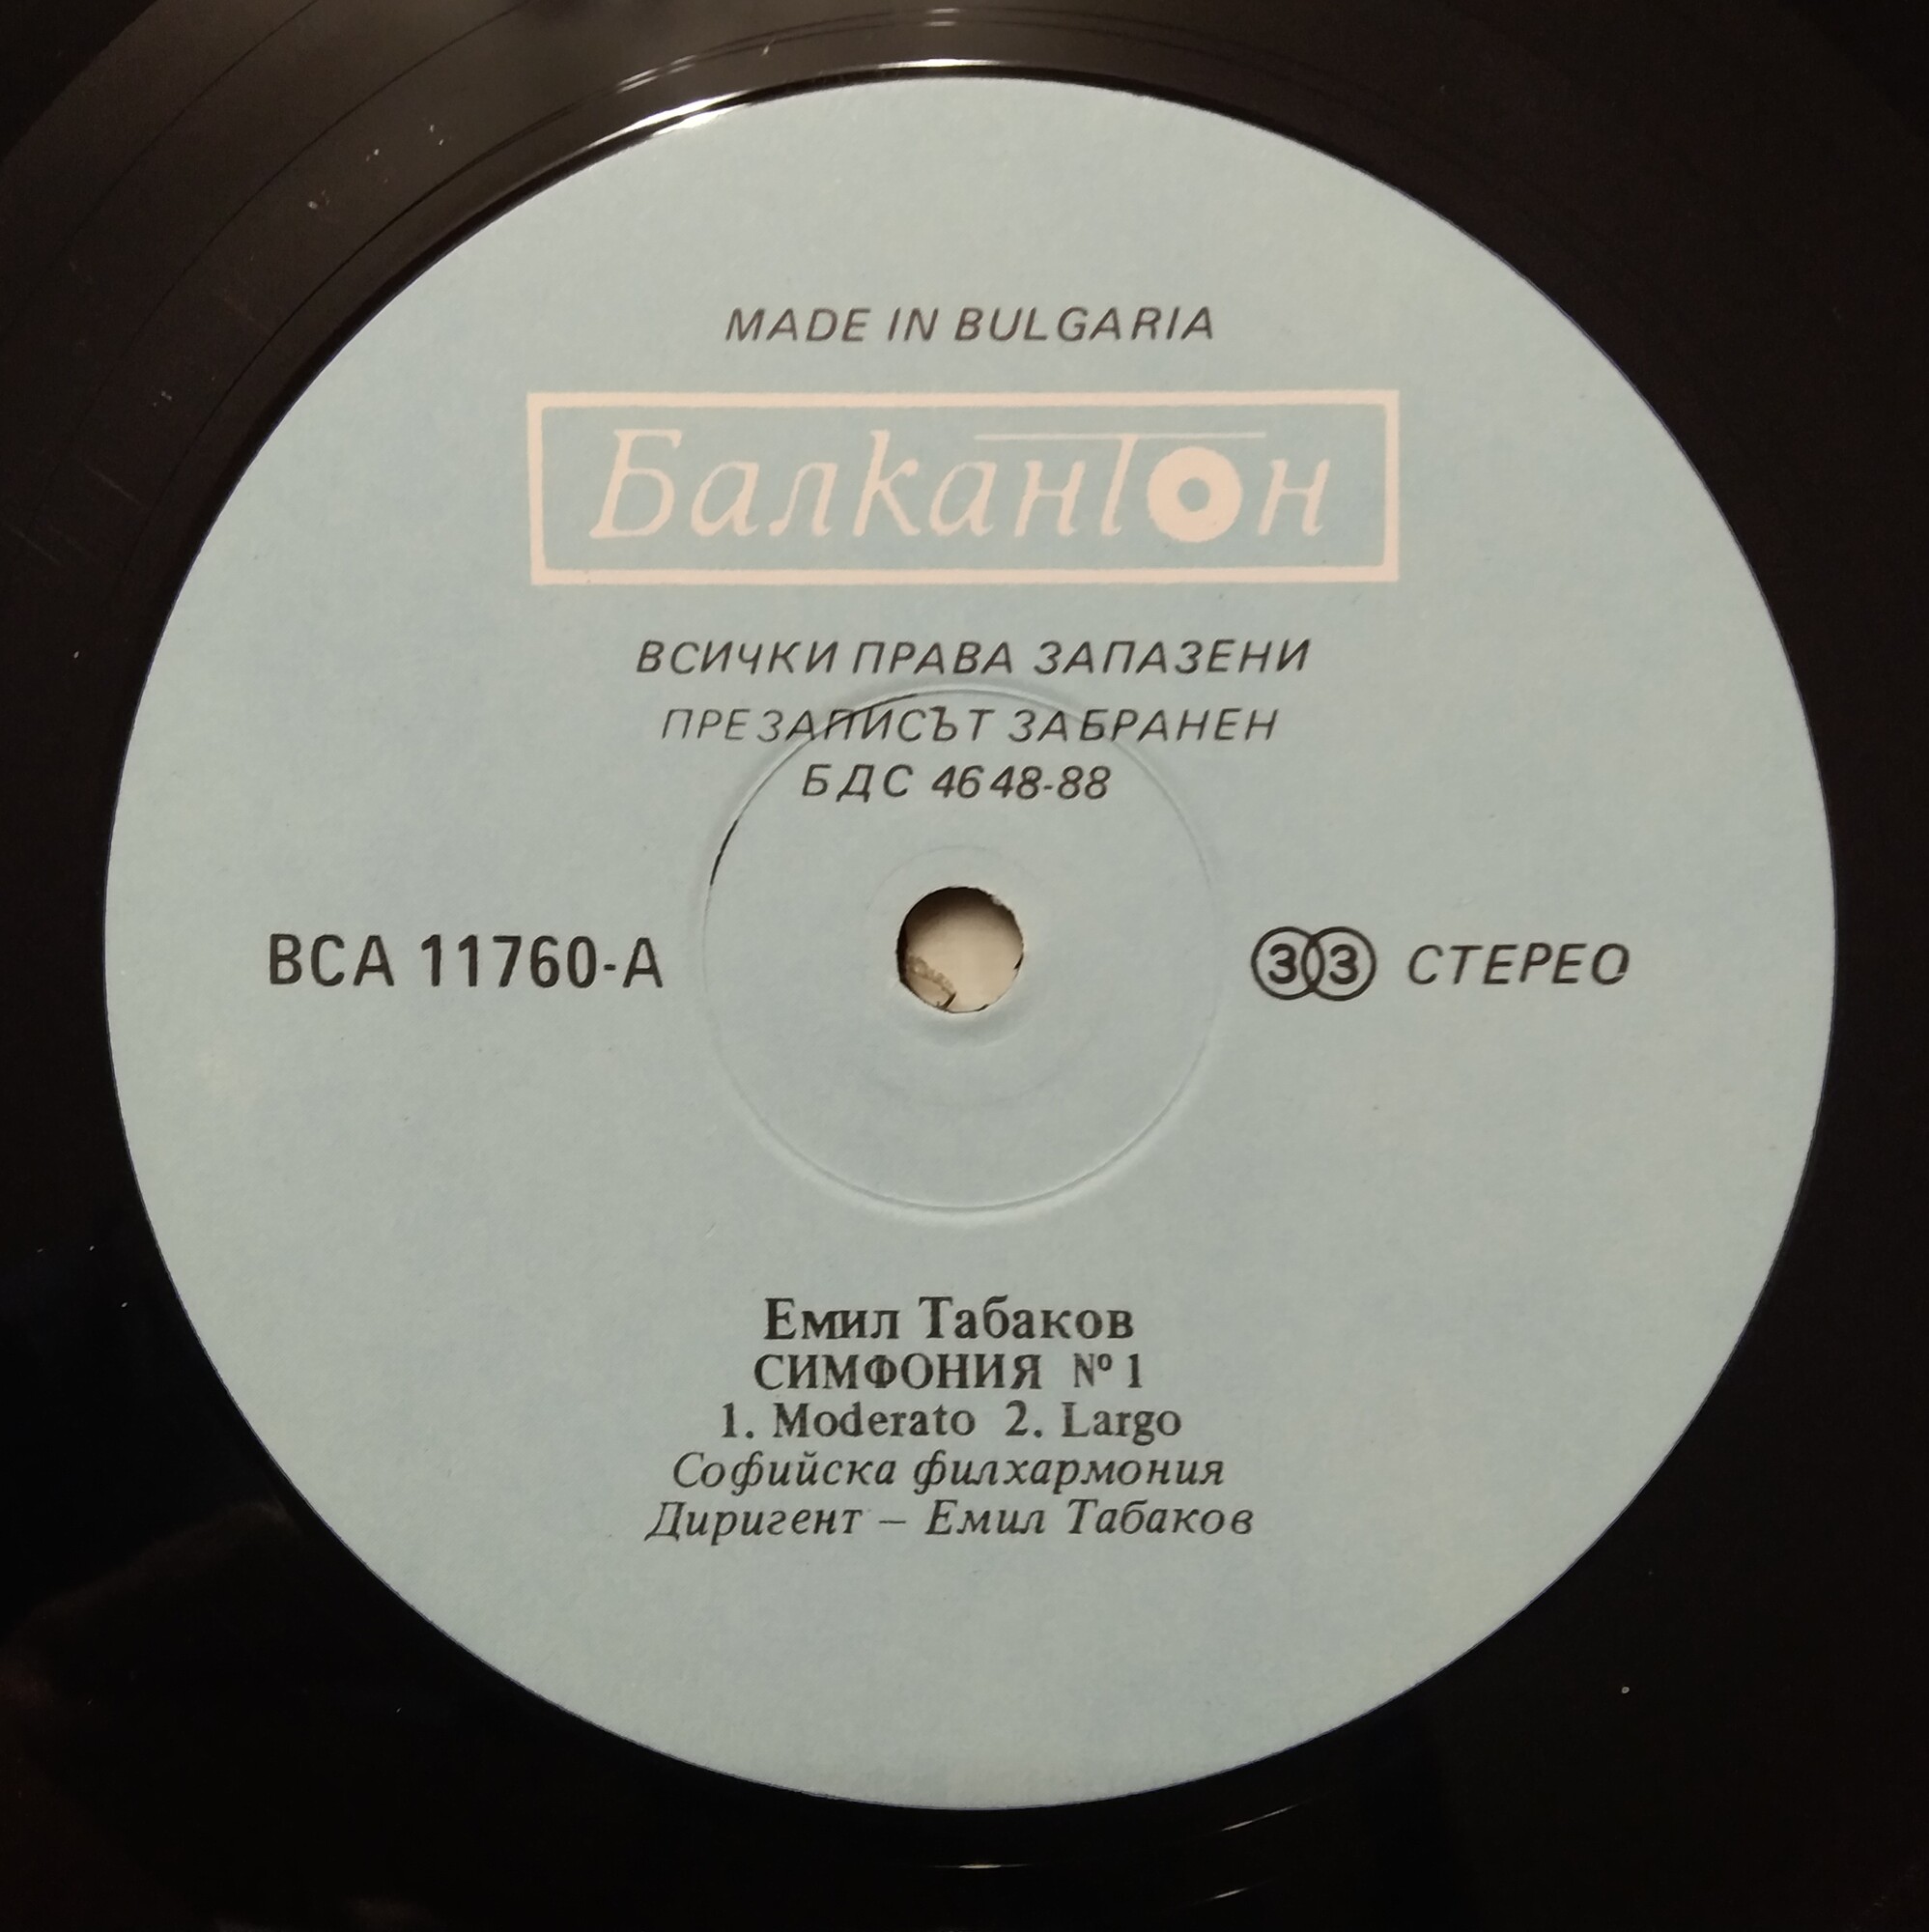 MADE IN BULGARIA
Балкантон
ВСИЧКИ ПРАВА ЗАПАЗЕНИ
ПРЕЗАПИСЪТ ЗАБРАНЕН
БДС 4648-88
ВСА 11760-А
33 СТЕРЕО
Емил Табаков
СИМФОНИЯ № 1
1. Moderato 2. Largo
Софийска филхармония
Диригент – Емил Табаков